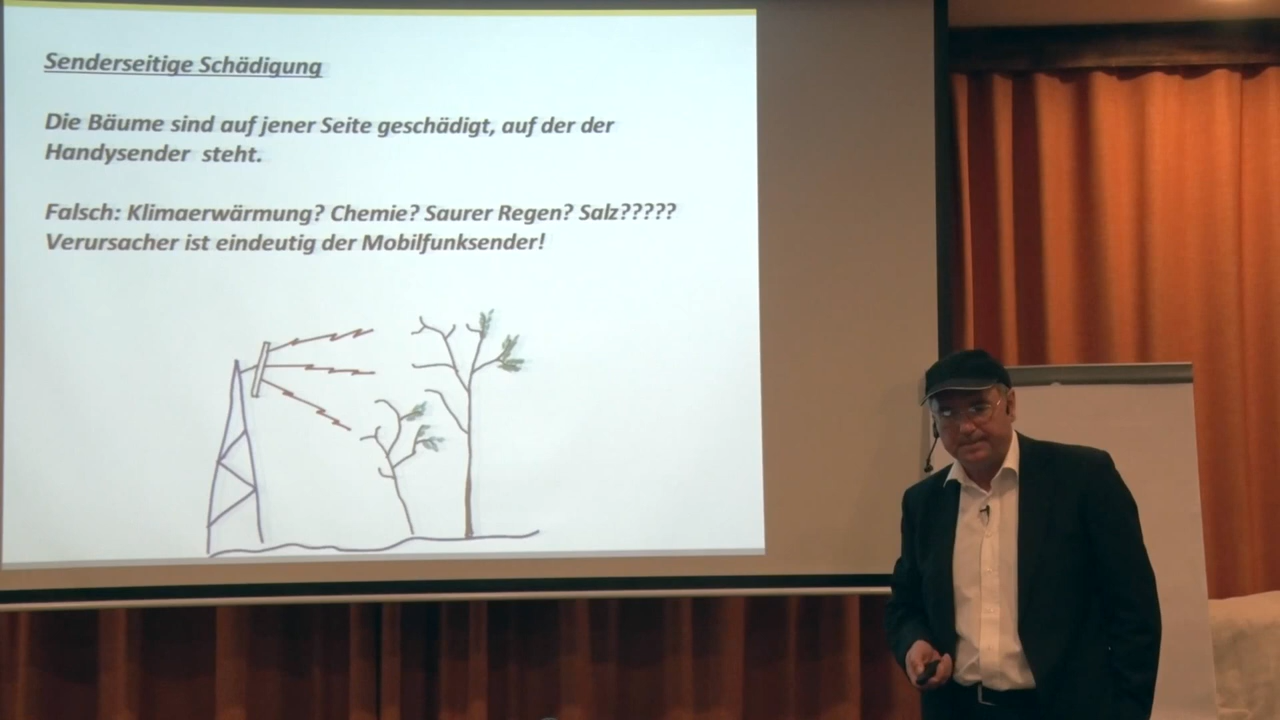 Senderseitige Schädigung
Die Bäume sind auf jener Seite geschädigt, auf der der
Handysender steht.
Falsch: Klimaerwärmung? Chemie? Saurer Regen? Salz?????
Verursacher ist eindeutig der Mobilfunksender!